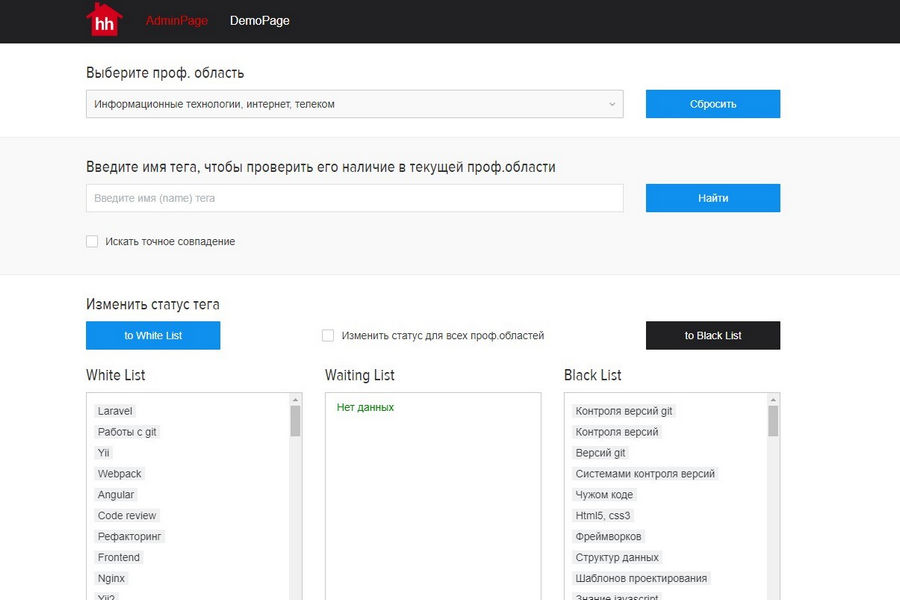 hh AdminPage DemoPage
Выберите проф. область
Информационные технологии, интернет, телеком
Сбросить
Введите имя тега, чтобы проверить его наличие в текущей проф.области
Введите имя (name) тега
Найти
Искать точное совпадение
Изменить статус тега
to White List
Изменить статус для всех проф.областей
to Black List
White List
Laravel
Работы с git
Yii
Webpack
Angular
Code review
Рефакторинг
Frontend
Nginx
Yii2
Waiting List
Нет данных
Black List
Контроля версий git
Контроля версий
Версий git
Системами контроля версий
Чужом коде
Html5, css3
Фреймворков
Структур данных
Шаблонов проектирования
Знание javascript